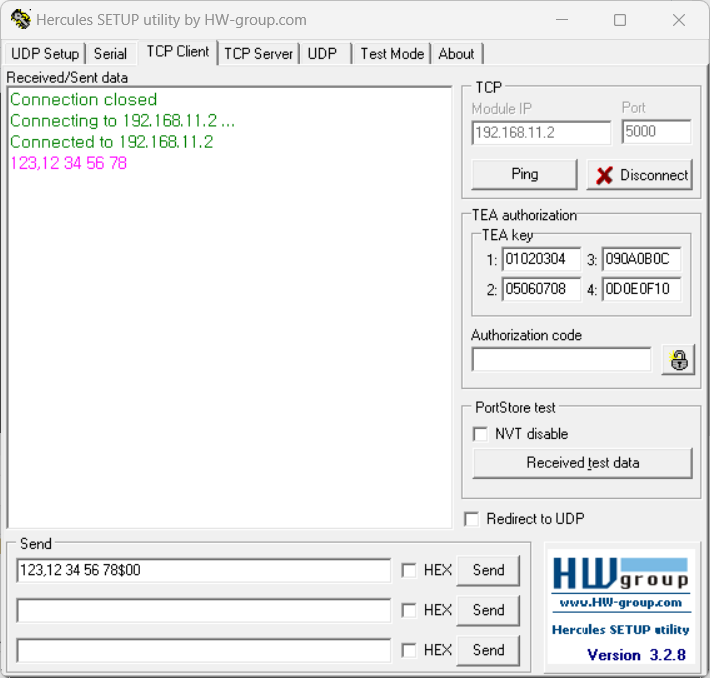 Hercules SETUP utility by HW-group.com
UDP Setup Serial TCP Client TCP Server UDP Test Mode About
Received/Sent data
Connection closed
Connecting to 192.168.11.2 ...
Connected to 192.168.11.2
123,12 34 56 78
TCP
Module IP Port
192.168.11.2 5000
Ping Disconnect
TEA authorization
TEA key
1: 01020304 3: 090A0B0C
2: 05060708 4: 0D0E0F10
Authorization code
PortStore test
NVT disable
Received test data
Redirect to UDP
Send
123,12 34 56 78$00 HEX Send
HEX Send
HEX Send
HWgroup
www.HW-group.com
Hercules SETUP utility
Version 3.2.8